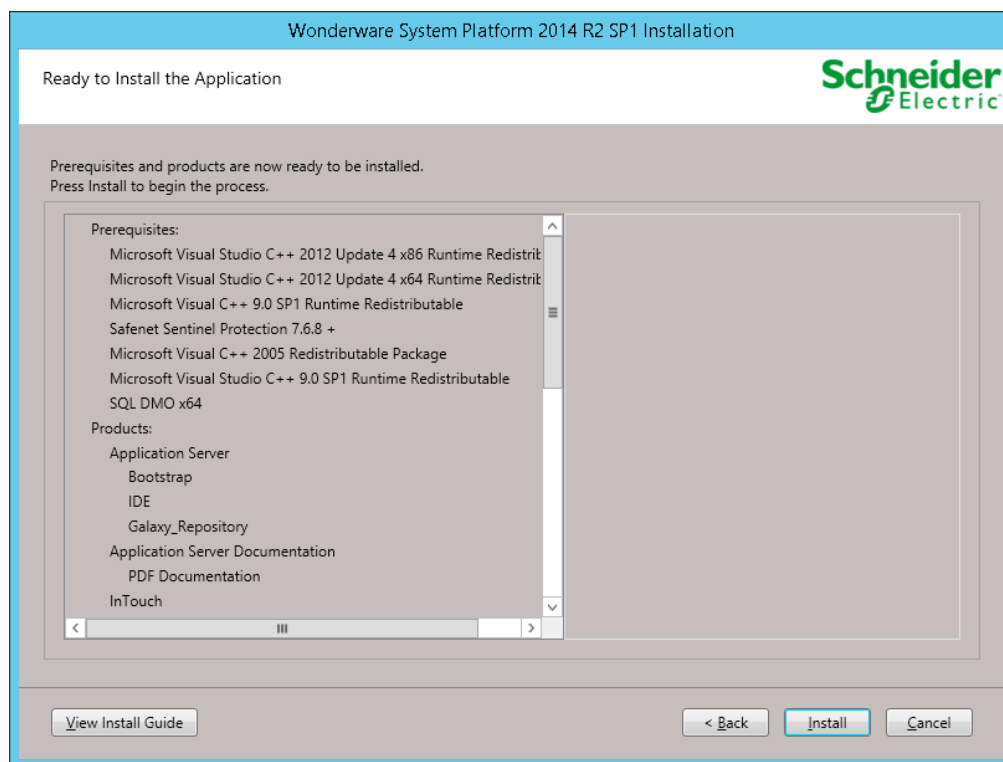 Wonderware System Platform 2014 R2 SP1 Installation
Ready to Install the Application
Schneider
Electric
Prerequisites and products are now ready to be installed.
Press Install to begin the process.
Prerequisites:
Microsoft Visual Studio C++ 2012 Update 4 x86 Runtime Redistrib
Microsoft Visual Studio C++ 2012 Update 4 x64 Runtime Redistrib
Microsoft Visual C++ 9.0 SP1 Runtime Redistributable
Safenet Sentinel Protection 7.6.8 +
Microsoft Visual C++ 2005 Redistributable Package
Microsoft Visual Studio C++ 9.0 SP1 Runtime Redistributable
SQL DMO x64
Products:
Application Server
Bootstrap
IDE
Galaxy_Repository
Application Server Documentation
PDF Documentation
InTouch
View Install Guide
< Back
Install
Cancel